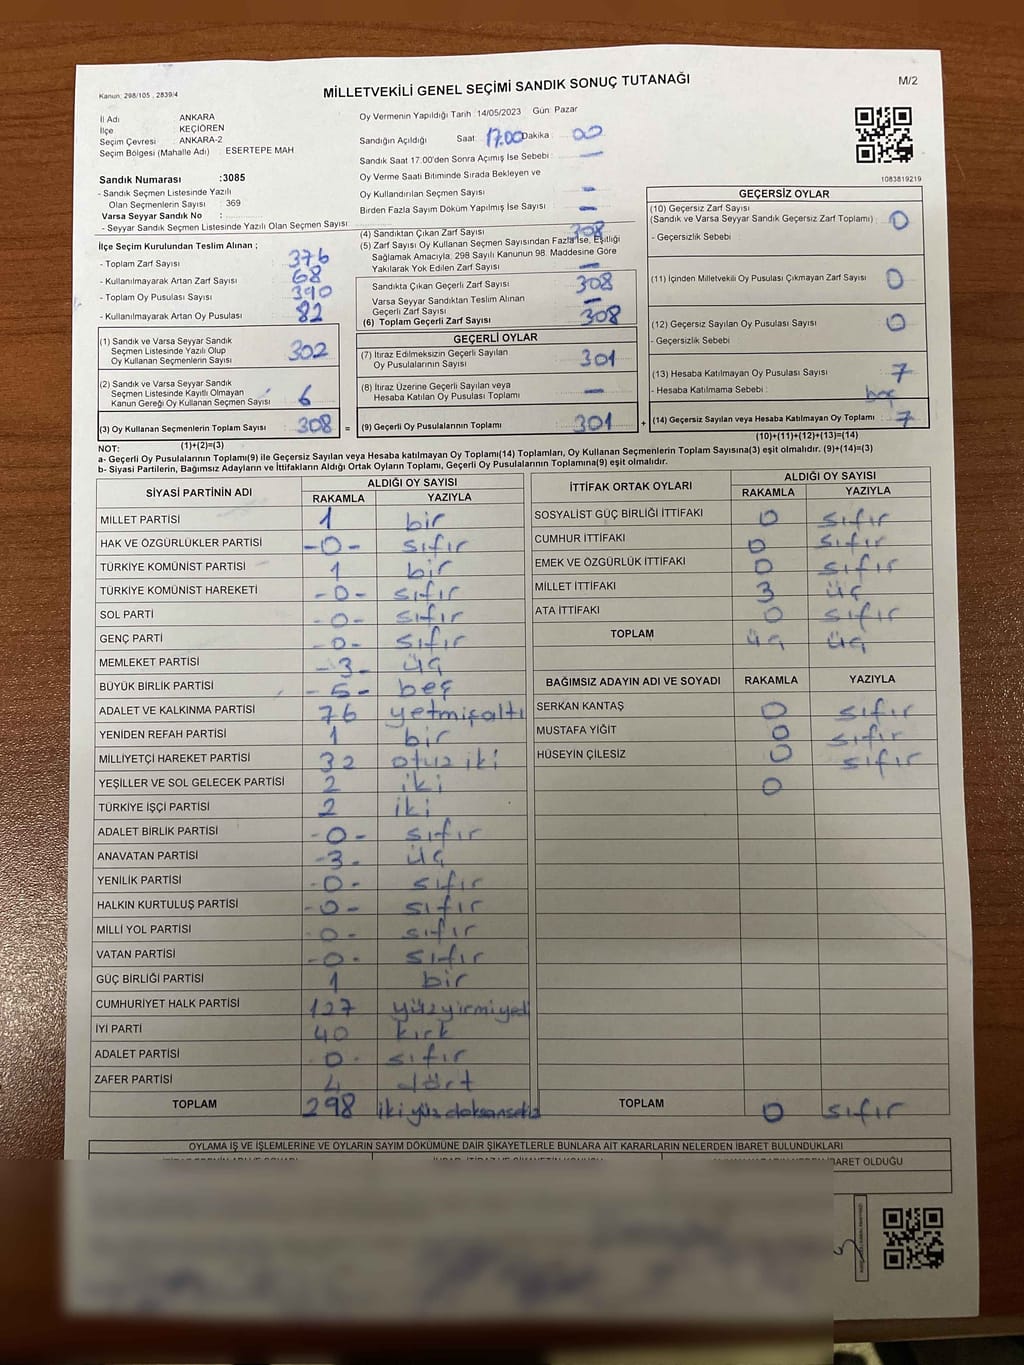 Kanun: 298/105 , 2839/4
MİLLETVEKİLİ GENEL SEÇİMİ SANDIK SONUÇ TUTANAĞI
M/2
İl Adı ANKARA
İlçe KEÇİÖREN
Seçim Çevresi ANKARA-2
Seçim Bölgesi (Mahalle Adı) : ESERTEPE MAH
Sandık Numarası :3085
- Sandık Seçmen Listesinde Yazılı
Olan Seçmenlerin Sayısı : 369
Varsa Seyyar Sandık No :
- Seyyar Sandık Seçmen Listesinde Yazılı Olan Seçmen Sayısı:
Oy Vermenin Yapıldığı Tarih : 14/05/2023 Gün: Pazar
Sandığın Açıldığı Saat: 17.00 Dakika : 00
Sandık Saat 17.00'den Sonra Açımış İse Sebebi : —
Oy Verme Saati Bitiminde Sırada Bekleyen ve
Oy Kullandırılan Seçmen Sayısı : —
Birden Fazla Sayım Döküm Yapılmış İse Sayısı : —
1083819219
İlçe Seçim Kurulundan Teslim Alınan ;
- Toplam Zarf Sayısı : 376
- Kullanılmayarak Artan Zarf Sayısı : 68
- Toplam Oy Pusulası Sayısı : 390
- Kullanılmayarak Artan Oy Pusulası : 82
(4) Sandıktan Çıkan Zarf Sayısı : 308
(5) Zarf Sayısı Oy Kullanan Seçmen Sayısından Fazla İse, Eşitliği
Sağlamak Amacıyla, 298 Sayılı Kanunun 98. Maddesine Göre
Yakılarak Yok Edilen Zarf Sayısı : —
Sandıkta Çıkan Geçerli Zarf Sayısı : 308
Varsa Seyyar Sandıktan Teslim Alınan
Geçerli Zarf Sayısı : —
(6) Toplam Geçerli Zarf Sayısı : 308
GEÇERSİZ OYLAR
(10) Geçersiz Zarf Sayısı
(Sandık ve Varsa Seyyar Sandık Geçersiz Zarf Toplamı) : 0
- Geçersizlik Sebebi :
(11) İçinden Milletvekili Oy Pusulası Çıkmayan Zarf Sayısı : 0
(12) Geçersiz Sayılan Oy Pusulası Sayısı : 0
- Geçersizlik Sebebi
(13) Hesaba Katılmayan Oy Pusulası Sayısı : 7
- Hesaba Katılmama Sebebi : boş
(14) Geçersiz Sayılan veya Hesaba Katılmayan Oy Toplamı : 7
(10)+(11)+(12)+(13)=(14)
(1) Sandık ve Varsa Seyyar Sandık
Seçmen Listesinde Yazılı Olup
Oy Kullanan Seçmenlerin Sayısı : 302
(2) Sandık ve Varsa Seyyar Sandık
Seçmen Listesinde Kayıtlı Olmayan
Kanun Gereği Oy Kullanan Seçmen Sayısı : 6
(3) Oy Kullanan Seçmenlerin Toplam Sayısı : 308 =
(1)+(2)=(3)
GEÇERLİ OYLAR
(7) İtiraz Edilmeksizin Geçerli Sayılan
Oy Pusulalarının Sayısı : 301
(8) İtiraz Üzerine Geçerli Sayılan veya
Hesaba Katılan Oy Pusulası Toplamı : —
(9) Geçerli Oy Pusulalarının Toplamı : 301 +
NOT:
a- Geçerli Oy Pusulalarının Toplamı(9) ile Geçersiz Sayılan veya Hesaba katılmayan Oy Toplamı(14) Toplamları, Oy Kullanan Seçmenlerin Toplam Sayısına(3) eşit olmalıdır. (9)+(14)=(3)
b- Siyasi Partilerin, Bağımsız Adayların ve İttifakların Aldığı Ortak Oyların Toplamı, Geçerli Oy Pusulalarının Toplamına(9) eşit olmalıdır.
SİYASİ PARTİNİN ADI ALDIĞI OY SAYISI
RAKAMLA YAZIYLA
MİLLET PARTİSİ 1 bir
HAK VE ÖZGÜRLÜKLER PARTİSİ -0- sıfır
TÜRKİYE KOMÜNİST PARTİSİ 1 bir
TÜRKİYE KOMÜNİST HAREKETİ -0- sıfır
SOL PARTİ -0- sıfır
GENÇ PARTİ -0- sıfır
MEMLEKET PARTİSİ -3- üç
BÜYÜK BİRLİK PARTİSİ -5- beş
ADALET VE KALKINMA PARTİSİ 76 yetmişaltı
YENİDEN REFAH PARTİSİ 1 bir
MİLLİYETÇİ HAREKET PARTİSİ 32 otuz iki
YEŞİLLER VE SOL GELECEK PARTİSİ 2 iki
TÜRKİYE İŞÇİ PARTİSİ 2 iki
ADALET BİRLİK PARTİSİ -0- sıfır
ANAVATAN PARTİSİ -3- üç
YENİLİK PARTİSİ -0- sıfır
HALKIN KURTULUŞ PARTİSİ -0- sıfır
MİLLİ YOL PARTİSİ -0- sıfır
VATAN PARTİSİ -0- sıfır
GÜÇ BİRLİĞİ PARTİSİ 1 bir
CUMHURİYET HALK PARTİSİ 127 yüzyirmiyedi
İYİ PARTİ 40 kırk
ADALET PARTİSİ 0- sıfır
ZAFER PARTİSİ 4 dört
TOPLAM 298 ikiyüzdoksansekiz
İTTİFAK ORTAK OYLARI ALDIĞI OY SAYISI
RAKAMLA YAZIYLA
SOSYALİST GÜÇ BİRLİĞİ İTTİFAKI 0 sıfır
CUMHUR İTTİFAKI 0 sıfır
EMEK VE ÖZGÜRLÜK İTTİFAKI 0 sıfır
MİLLET İTTİFAKI 3 üç
ATA İTTİFAKI 0 sıfır
TOPLAM üç üç
BAĞIMSIZ ADAYIN ADI VE SOYADI RAKAMLA YAZIYLA
SERKAN KANTAŞ 0 sıfır
MUSTAFA YİĞİT 0 sıfır
HÜSEYİN ÇİLESİZ 0 sıfır
0
TOPLAM 0 sıfır
OYLAMA İŞ VE İŞLEMLERİNE VE OYLARIN SAYIM DÖKÜMÜNE DAİR ŞİKAYETLERLE BUNLARA AİT KARARLARIN NELERDEN İBARET BULUNDUKLARI
İBARET OLDUĞU